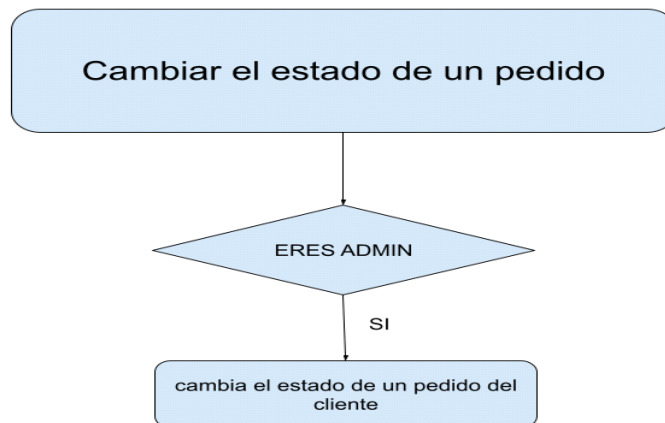 Cambiar el estado de un pedido
ERES ADMIN
SI
cambia el estado de un pedido del
cliente